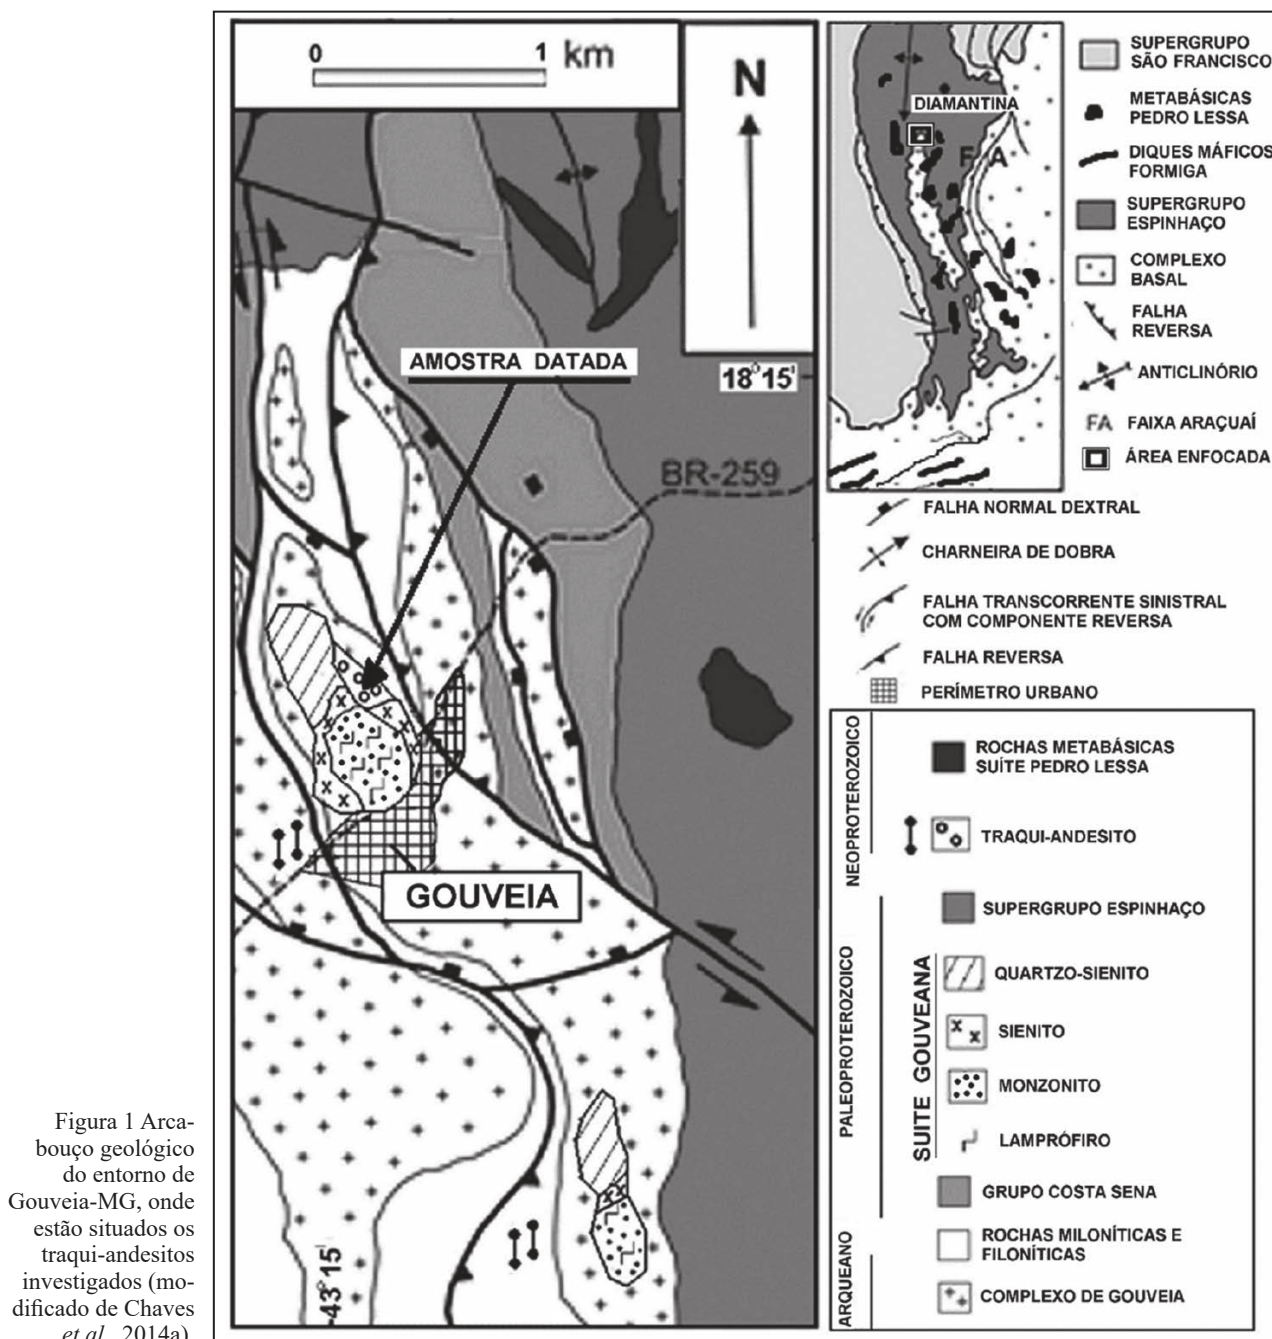 0 1 km
N
AMOSTRA DATADA
18°15'
BR-259
GOUVEIA
-43°15'
DIAMANTINA
F A
SUPERGRUPO
SÃO FRANCISCO
METABÁSICAS
PEDRO LESSA
DIQUES MÁFICOS
FORMIGA
SUPERGRUPO
ESPINHAÇO
COMPLEXO
BASAL
FALHA
REVERSA
ANTICLINÓRIO
FA FAIXA ARAÇUAÍ
ÁREA ENFOCADA
FALHA NORMAL DEXTRAL
CHARNEIRA DE DOBRA
FALHA TRANSCORRENTE SINISTRAL
COM COMPONENTE REVERSA
FALHA REVERSA
PERÍMETRO URBANO
NEOPROTEROZOICO
ROCHAS METABÁSICAS
SUÍTE PEDRO LESSA
TRAQUI-ANDESITO
PALEOPROTEROZOICO
SUPERGRUPO ESPINHAÇO
SUITE GOUVEANA
QUARTZO-SIENITO
SIENITO
MONZONITO
LAMPRÓFIRO
GRUPO COSTA SENA
ARQUEANO
ROCHAS MILONÍTICAS E
FILONÍTICAS
COMPLEXO DE GOUVEIA
Figura 1 Arca-
bouço geológico
do entorno de
Gouveia-MG, onde
estão situados os
traqui-andesitos
investigados (mo-
dificado de Chaves
et al., 2014a)